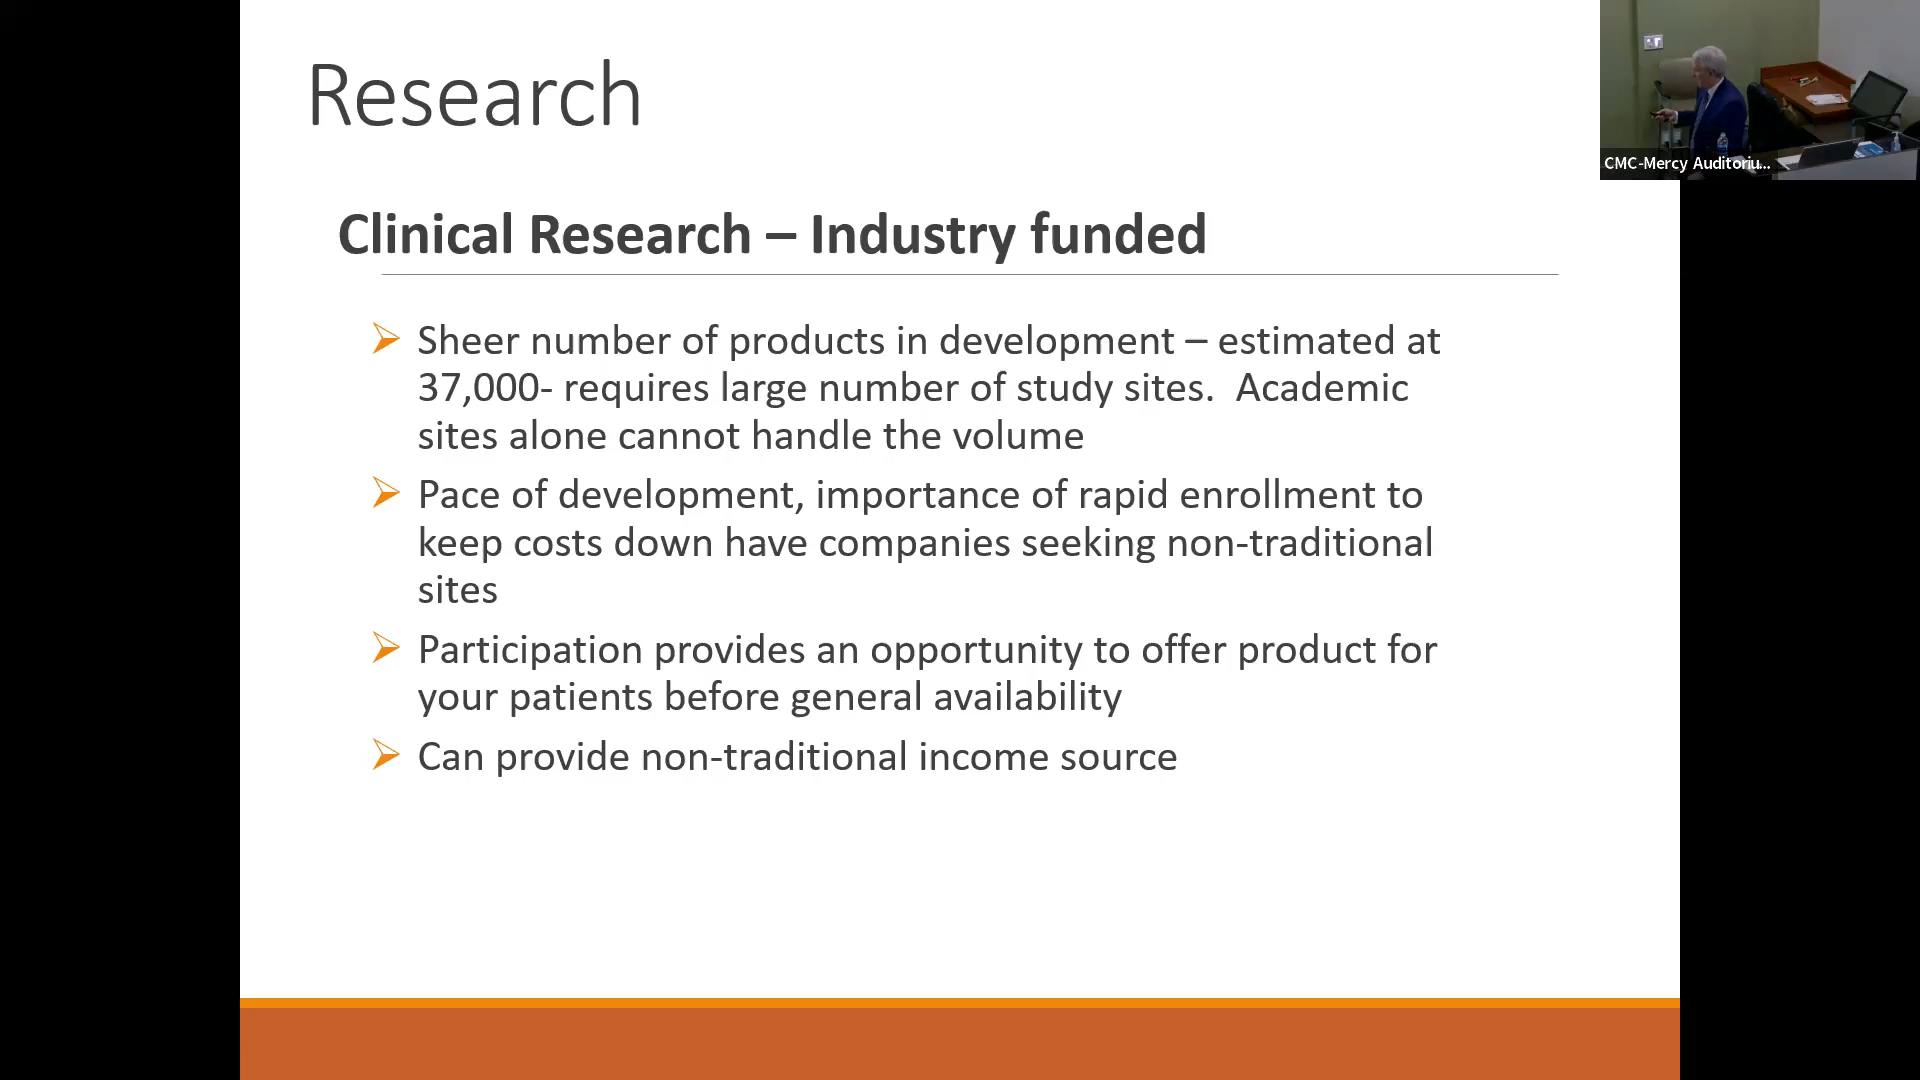 Research
CMC-Mercy Auditoriu...
Clinical Research – Industry funded
Sheer number of products in development – estimated at
37,000- requires large number of study sites.  Academic
sites alone cannot handle the volume
Pace of development, importance of rapid enrollment to
keep costs down have companies seeking non-traditional
sites
Participation provides an opportunity to offer product for
your patients before general availability
Can provide non-traditional income source